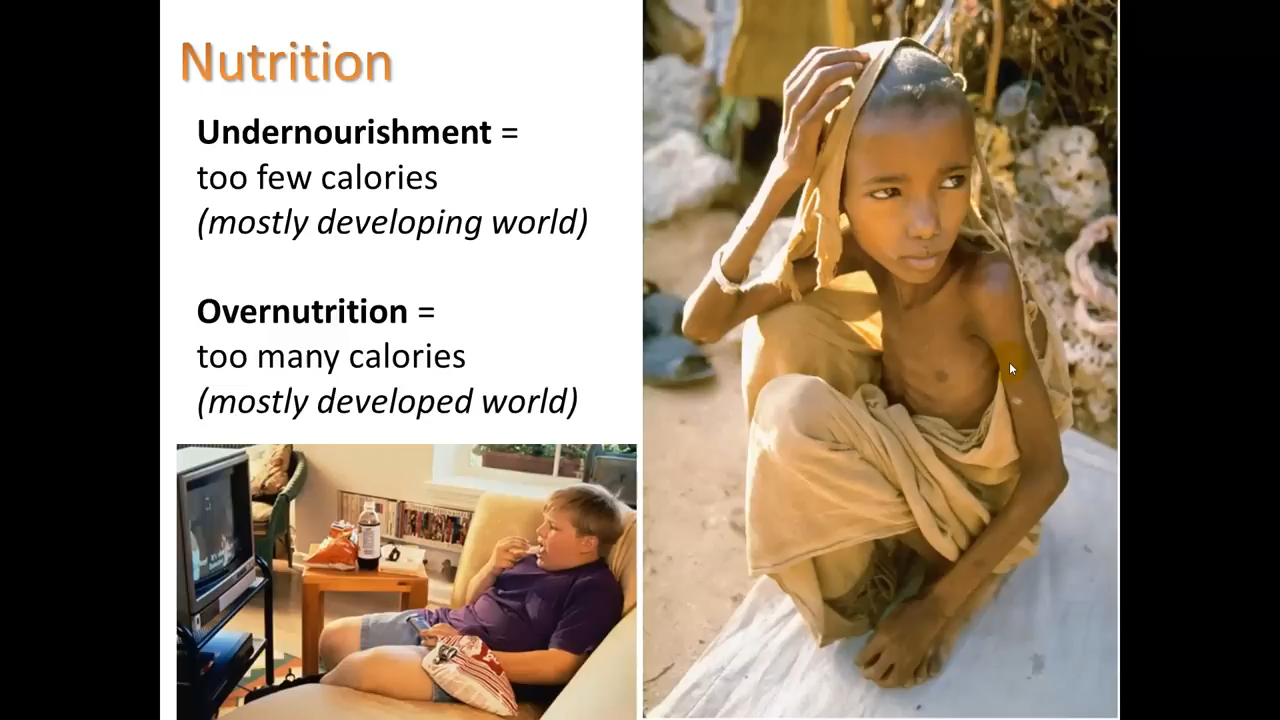 Nutrition
Undernourishment =
too few calories
(mostly developing world)
Overnutrition =
too many calories
(mostly developed world)